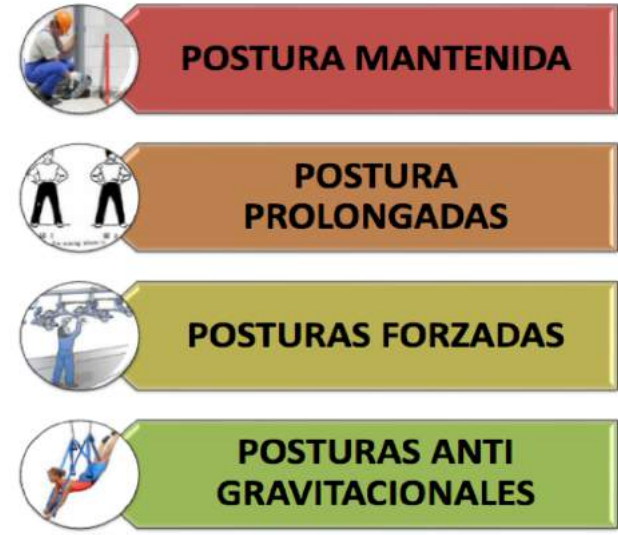 POSTURA MANTENIDA
POSTURA
PROLONGADAS
POSTURAS FORZADAS
POSTURAS ANTI
GRAVITACIONALES